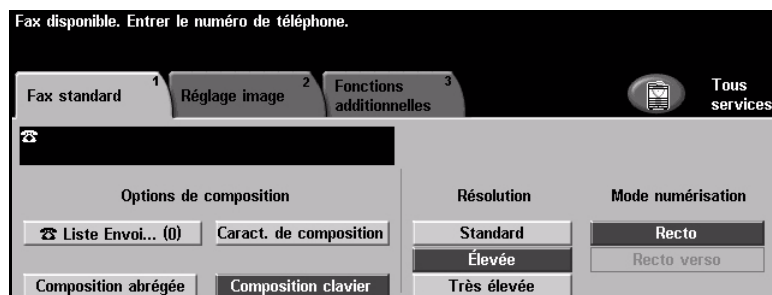 Fax disponible. Entrer le numéro de téléphone.
Fax standard 1
Réglage image 2
Fonctions additionnelles 3
Tous services
Options de composition
Résolution
Mode numérisation
Liste Envoi... (0)
Caract. de composition
Standard
Recto
Élevée
Recto verso
Composition abrégée
Composition clavier
Très élevée